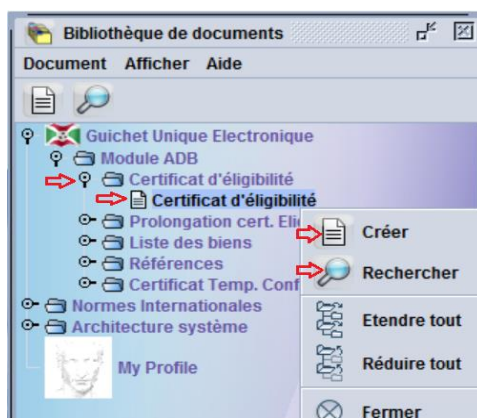 Bibliothèque de documents
Document Afficher Aide
Guichet Unique Electronique
Module ADB
Certificat d'éligibilité
Certificat d'éligibilité
Prolongation cert. Eli
Liste des biens
Références
Certificat Temp. Conf
Normes Internationales
Architecture système
My Profile
Créer
Rechercher
Etendre tout
Réduire tout
Fermer